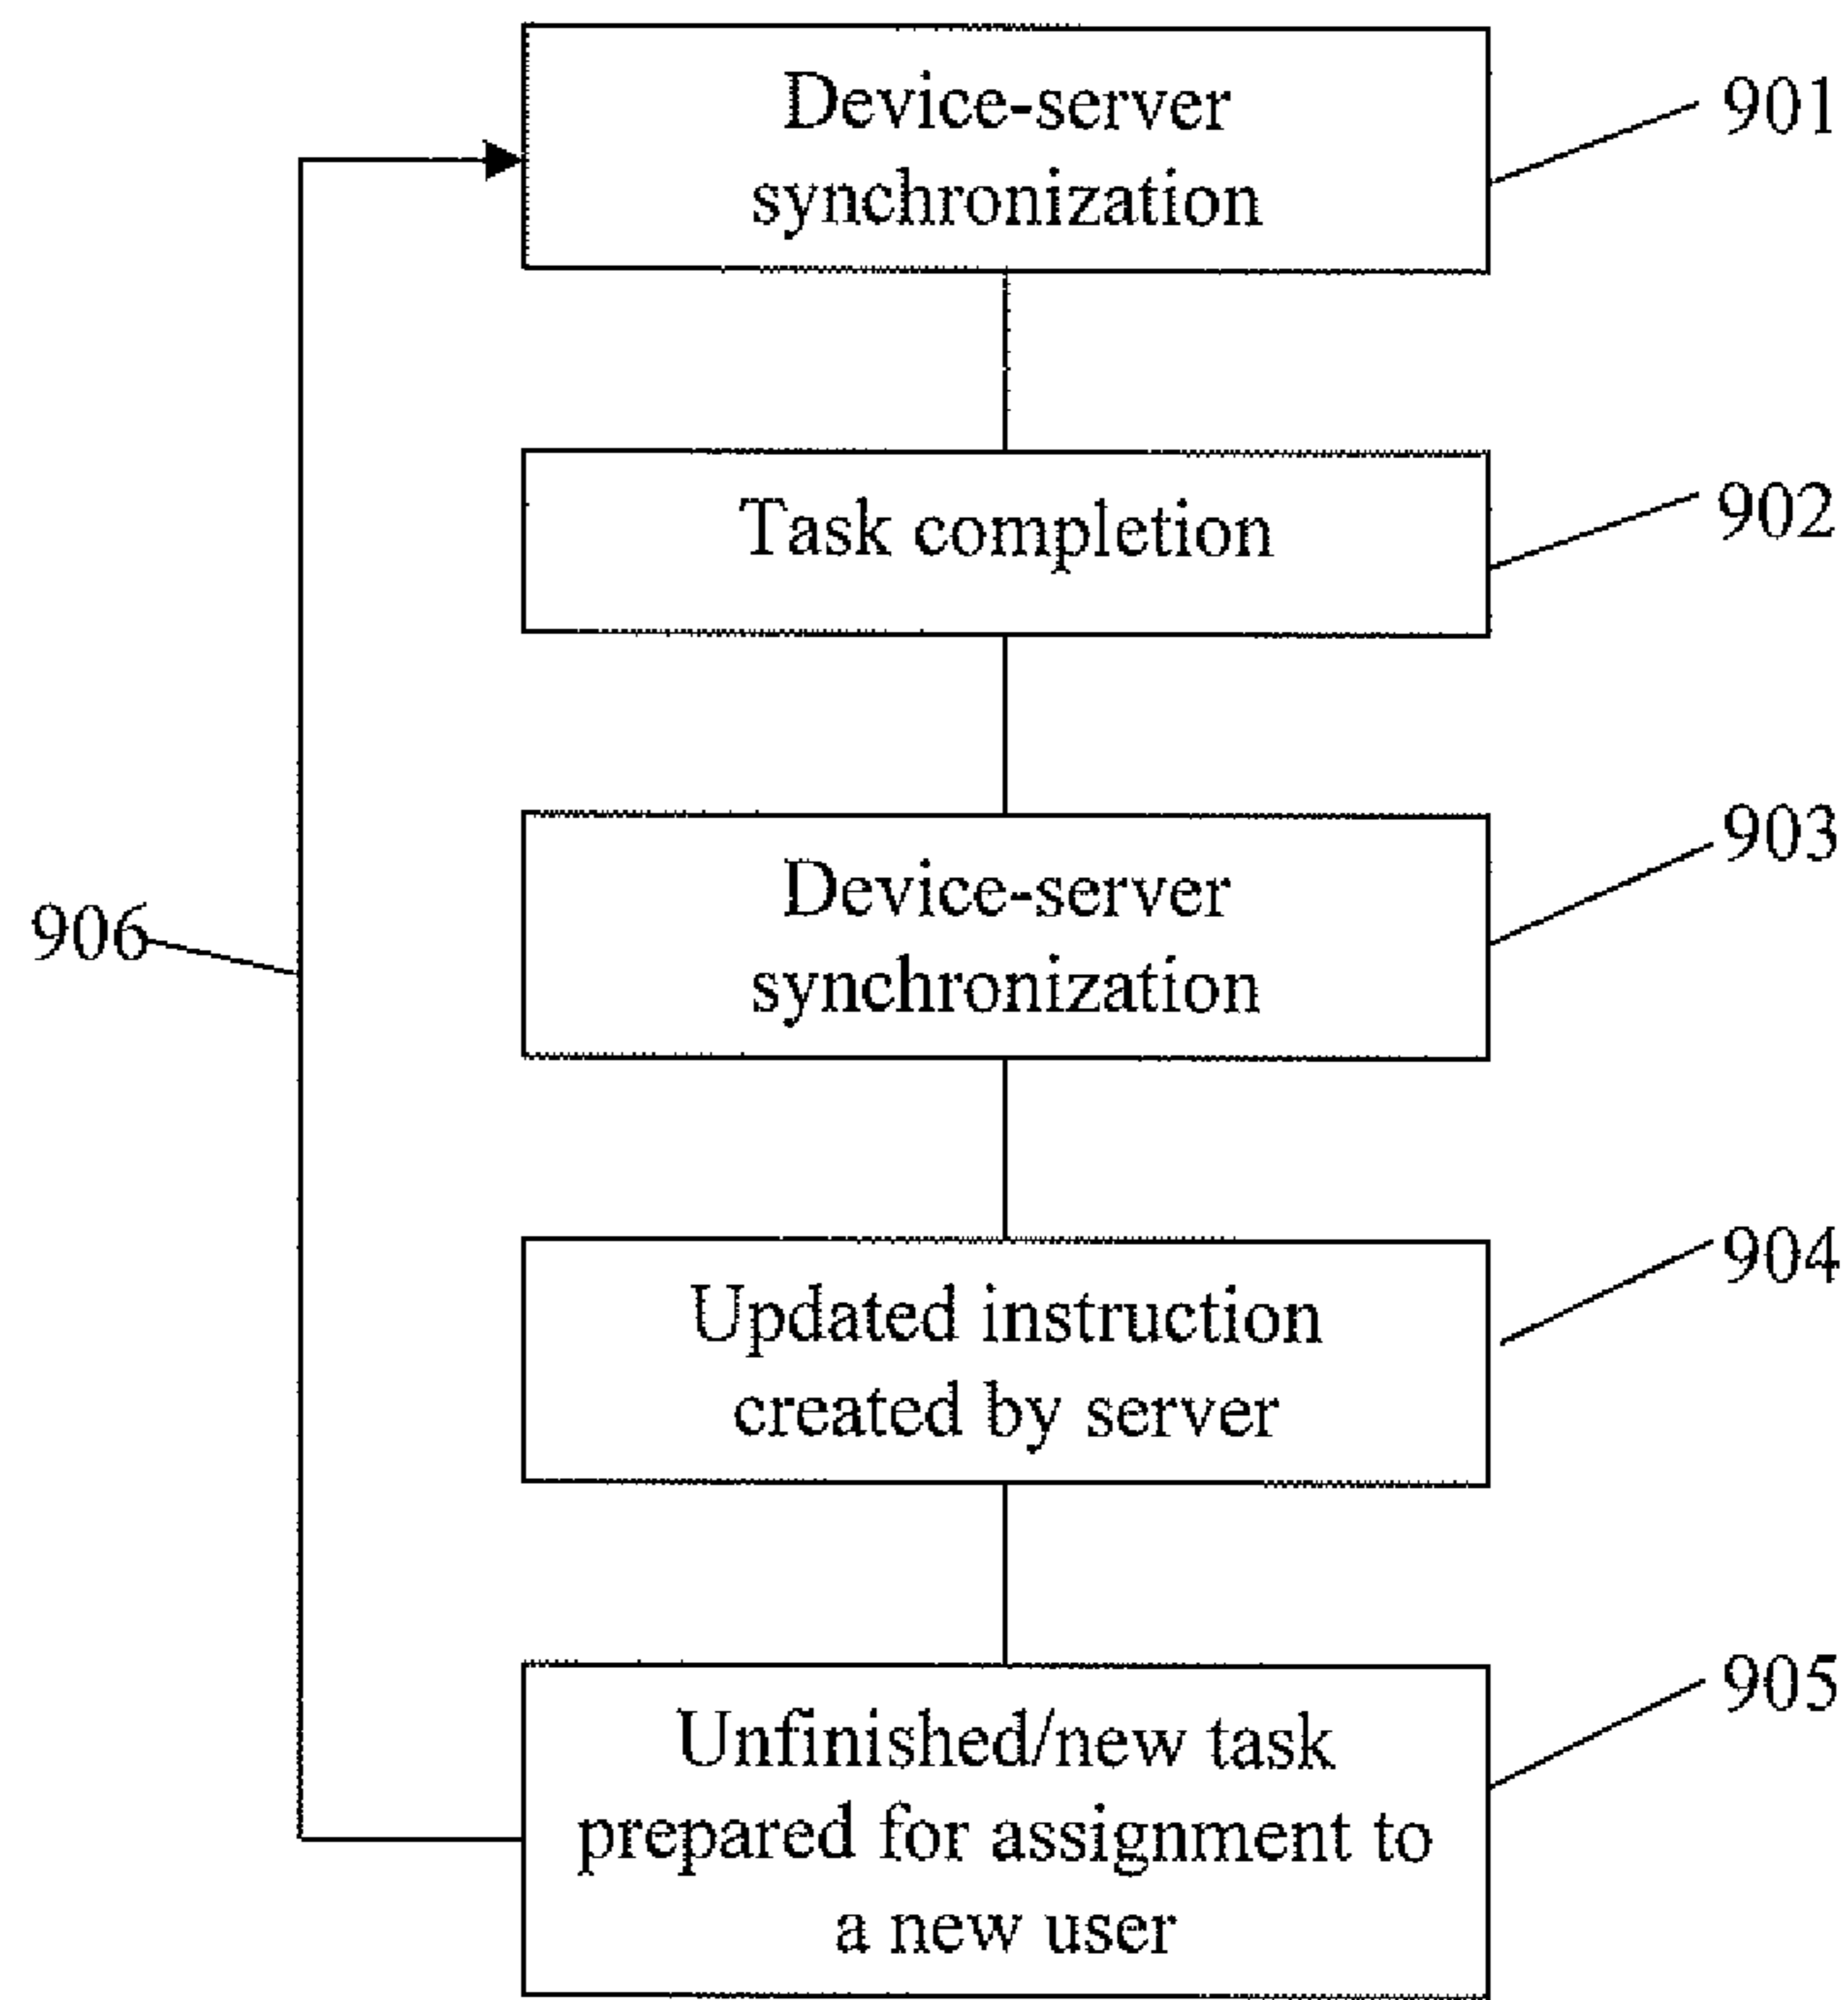 Device-server
synchronization
901
Task completion
902
Device-server
synchronization
903
906
Updated instruction
created by server
904
Unfinished/new task
prepared for assignment to
a new user
905